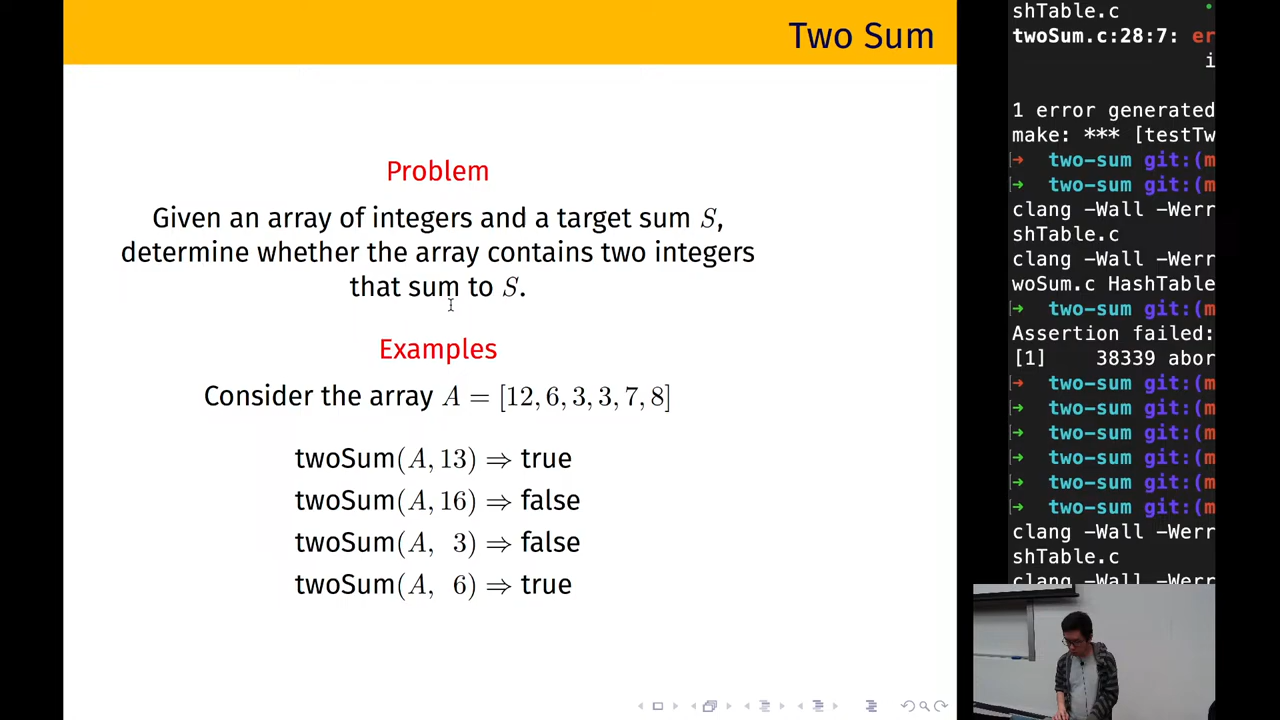 Two Sum
Problem
Given an array of integers and a target sum S,
determine whether the array contains two integers
that sum to S.
Examples
Consider the array A = [12, 6, 3, 3, 7, 8]
twoSum(A, 13) ⇒ true
twoSum(A, 16) ⇒ false
twoSum(A, 3) ⇒ false
twoSum(A, 6) ⇒ true
shTable.c
twoSum.c:28:7: er
i
1 error generated
make: *** [testTw
➜ two-sum git:(m
➜ two-sum git:(m
clang -Wall -Werr
shTable.c
clang -Wall -Werr
woSum.c HashTable
➜ two-sum git:(m
Assertion failed:
[1] 38339 abor
➜ two-sum git:(m
➜ two-sum git:(m
➜ two-sum git:(m
➜ two-sum git:(m
➜ two-sum git:(m
➜ two-sum git:(m
clang -Wall -Werr
shTable.c
clang -Wall -Werr